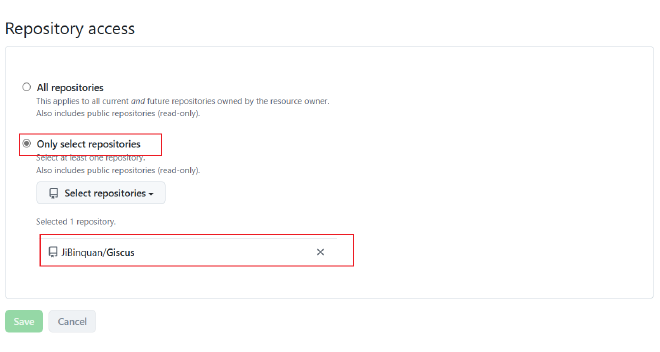 Repository access
All repositories
This applies to all current and future repositories owned by the resource owner.
Also includes public repositories (read-only).
Only select repositories
Select at least one repository.
Also includes public repositories (read-only).
Select repositories
Selected 1 repository.
JiBinquan/Giscus
Save Cancel